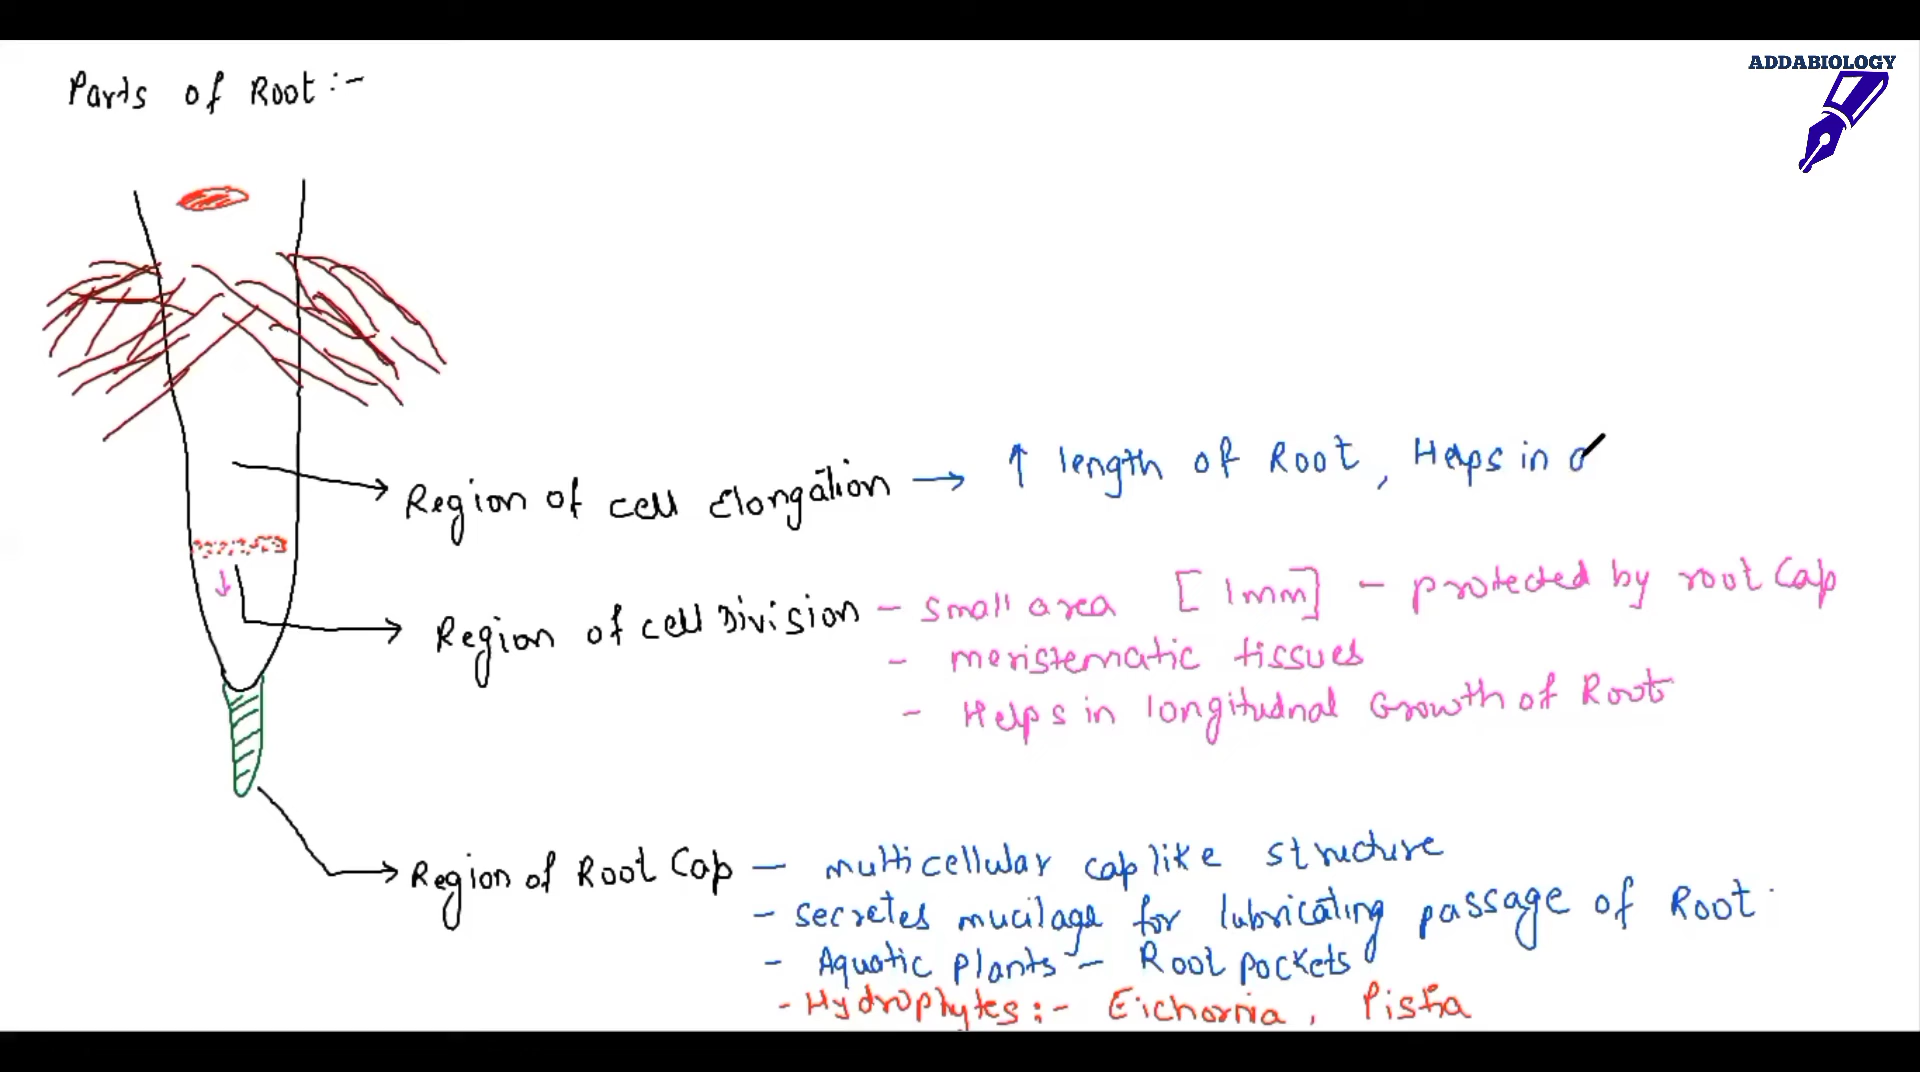 ADDABIOLOGY
Parts of Root :-
Region of cell Elongation → ↑ length of Root, Helps in
Region of cell Division - small area [1mm] - protected by root Cap
- meristematic tissues
- Helps in longitudnal Growth of Root
Region of Root Cap - multicellular cap like structure
- secretes mucilage for lubricating passage of Root.
- Aquatic plants - Root pockets
- Hydrophytes :- Eichornia, Pistia